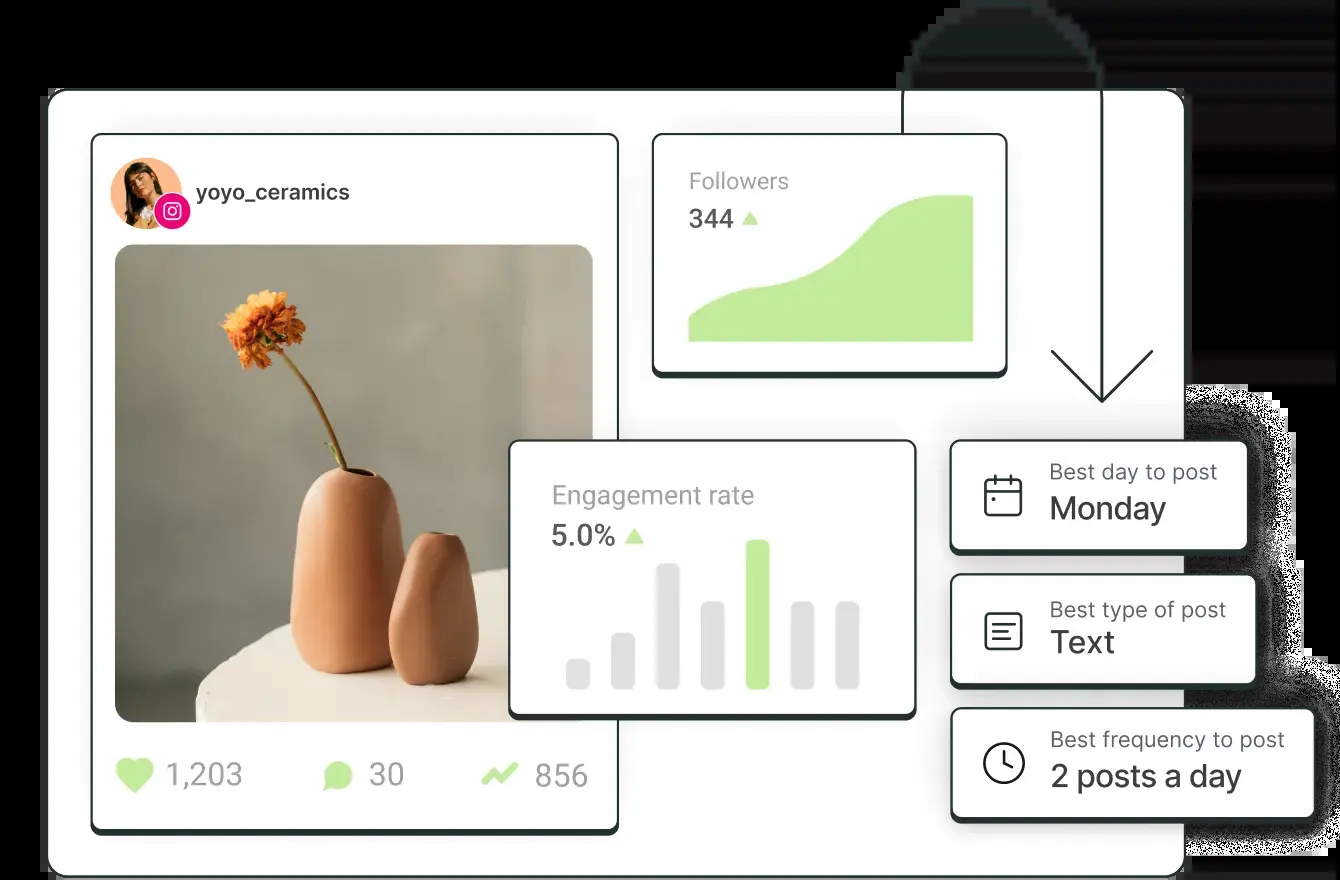 yoyo_ceramics
1,203
30
856
Followers
344
Engagement rate
5.0%
Best day to post
Monday
Best type of post
Text
Best frequency to post
2 posts a day